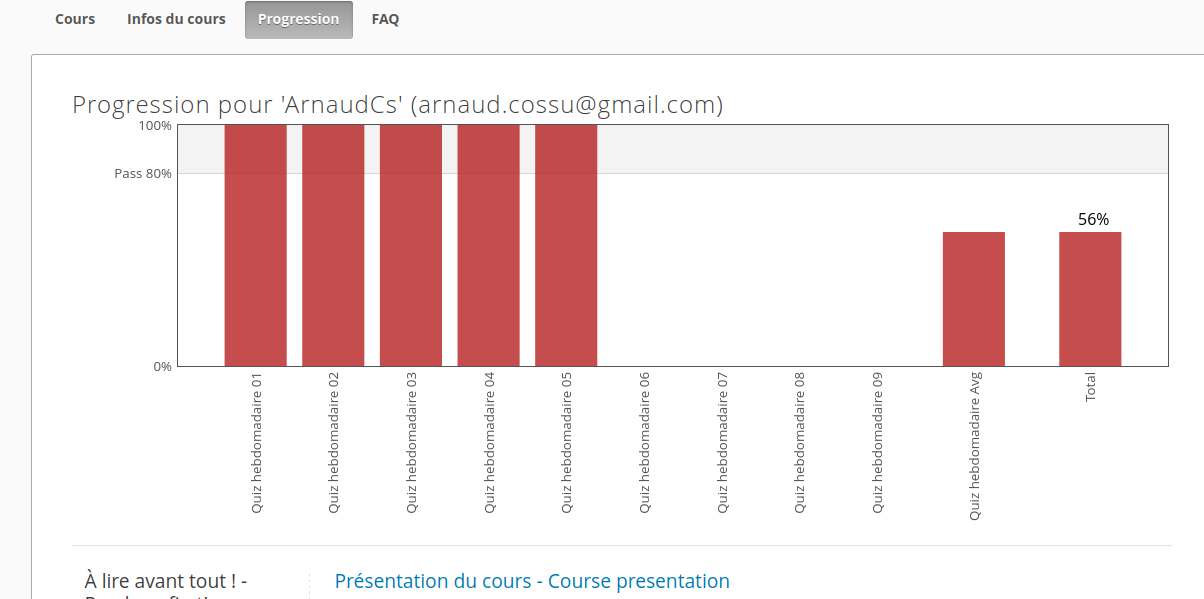 Cours Infos du cours Progression FAQ
Progression pour 'ArnaudCs' (arnaud.cossu@gmail.com)
100%
Pass 80%
56%
0%
Quiz hebdomadaire 01
Quiz hebdomadaire 02
Quiz hebdomadaire 03
Quiz hebdomadaire 04
Quiz hebdomadaire 05
Quiz hebdomadaire 06
Quiz hebdomadaire 07
Quiz hebdomadaire 08
Quiz hebdomadaire 09
Quiz hebdomadaire Avg
Total
À lire avant tout ! -
Présentation du cours - Course presentation